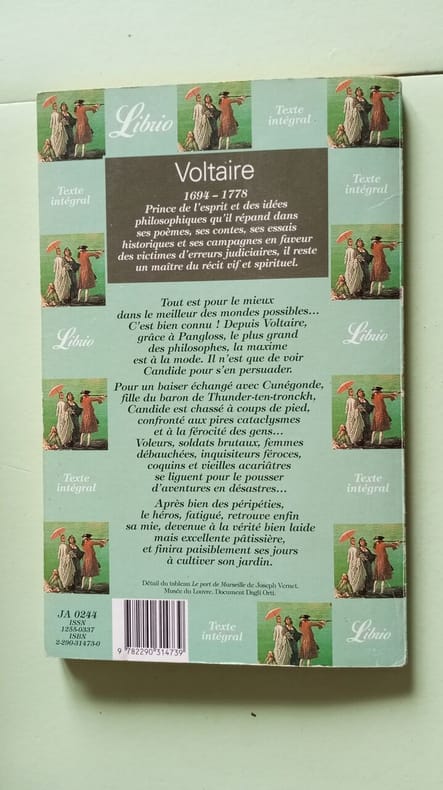 Librio
Texte
intégral
Voltaire
1694 – 1778
Prince de l'esprit et des idées
philosophiques qu'il répand dans
ses poèmes, ses contes, ses essais
historiques et ses campagnes en faveur
des victimes d'erreurs judiciaires, il reste
un maître du récit vif et spirituel.
Texte
intégral
Texte
intégral
Tout est pour le mieux
dans le meilleur des mondes possibles...
C'est bien connu ! Depuis Voltaire,
grâce à Pangloss, le plus grand
des philosophes, la maxime
est à la mode. Il n'est que de voir
Candide pour s'en persuader.
Librio
Librio
Pour un baiser échangé avec Cunégonde,
fille du baron de Thunder-ten-tronckh,
Candide est chassé à coups de pied,
confronté aux pires cataclysmes
et à la férocité des gens...
Voleurs, soldats brutaux, femmes
débauchées, inquisiteurs féroces,
coquins et vieilles acariâtres
se liguent pour le pousser
d'aventures en désastres...
Texte
intégral
Texte
intégral
Après bien des péripéties,
le héros, fatigué, retrouve enfin
sa mie, devenue à la vérité bien laide
mais excellente pâtissière,
et finira paisiblement ses jours
à cultiver son jardin.
Détail du tableau Le port de Marseille de Joseph Vernet.
Musée du Louvre. Document Dagli Orti.
JA 0244
ISSN
1255-0337
ISBN
2-290-31473-0
9 782290 314739
Texte
intégral
Librio